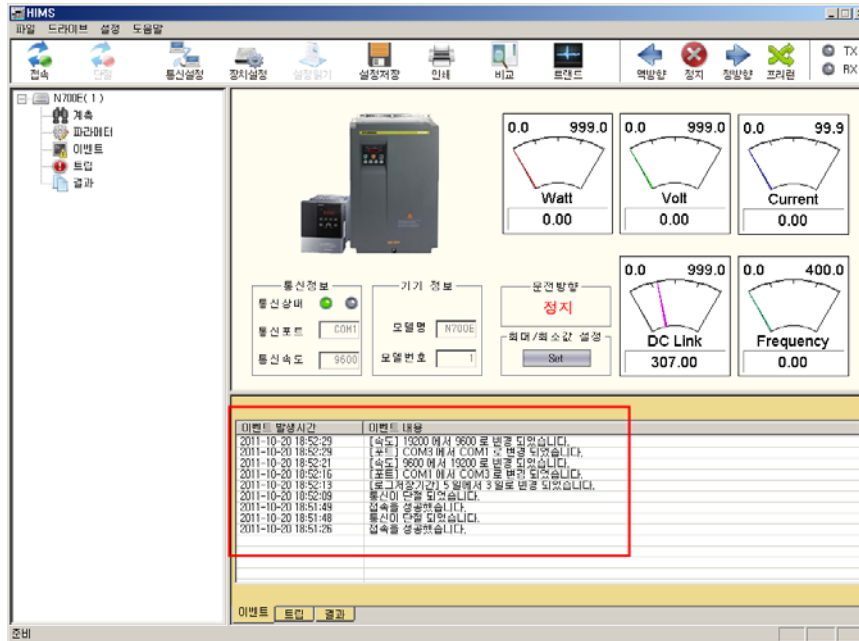 HIMS
파일 드라이브 설정 도움말
접속 단절 통신설정 장치설정 설정읽기 설정저장 인쇄 비교 트랜드 역방향 정지 정방향 프리런 TX
RX
N700E( 1 )
계측
파라메터
이벤트
트립
결과
0.0 999.0
Watt
0.00
0.0 999.0
Volt
0.00
0.0 99.9
Current
0.00
통신정보
통신상태
통신포트 COM1
통신속도 9600
기기 정보
모델명 N700E
모델번호 1
운전방향
정지
최대/최소값 설정
Set
0.0 999.0
DC Link
307.00
0.0 400.0
Frequency
0.00
이벤트 발생시간 이벤트 내용
2011-10-20 18:52:29 [속도] 19200 에서 9600 로 변경 되었습니다.
2011-10-20 18:52:29 [포트] COM3 에서 COM1 로 변경 되었습니다.
2011-10-20 18:52:21 [속도] 9600 에서 19200 로 변경 되었습니다.
2011-10-20 18:52:16 [포트] COM1 에서 COM3 로 변경 되었습니다.
2011-10-20 18:52:13 [로그저장기간] 5 일에서 3 일로 변경 되었습니다.
2011-10-20 18:52:09 통신이 단절 되었습니다.
2011-10-20 18:51:49 접속을 성공했습니다.
2011-10-20 18:51:48 통신이 단절 되었습니다.
2011-10-20 18:51:26 접속을 성공했습니다.
이벤트 트립 결과
준비